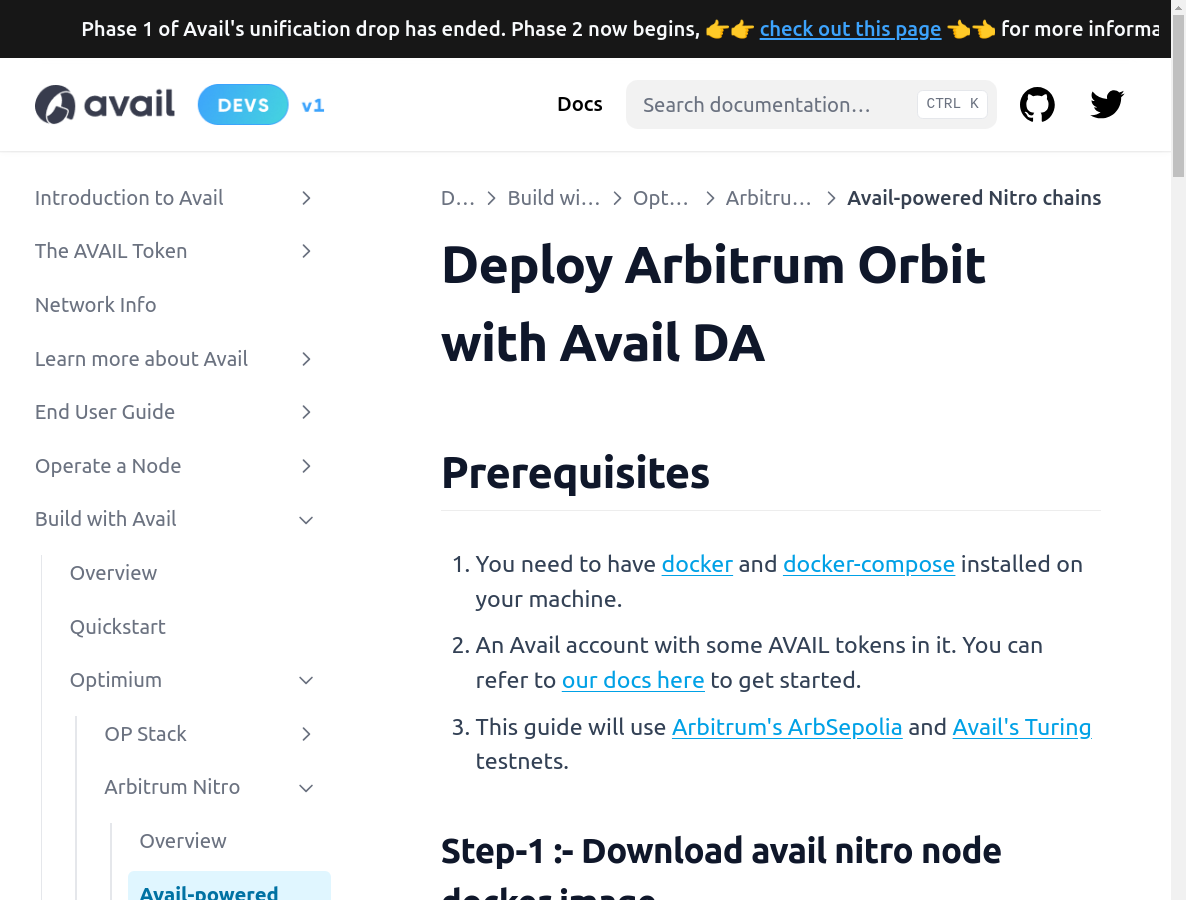 Phase 1 of Avail's unification drop has ended. Phase 2 now begins, 👉👉 check out this page 👈👈 for more informa
avail DEVS v1
Docs
Search documentation…
CTRL K
Introduction to Avail
The AVAIL Token
Network Info
Learn more about Avail
End User Guide
Operate a Node
Build with Avail
Overview
Quickstart
Optimium
OP Stack
Arbitrum Nitro
Overview
Avail-powered
D… > Build wi… > Opt… > Arbitru… > Avail-powered Nitro chains
Deploy Arbitrum Orbit
with Avail DA
Prerequisites
1. You need to have docker and docker-compose installed on
your machine.
2. An Avail account with some AVAIL tokens in it. You can
refer to our docs here to get started.
3. This guide will use Arbitrum's ArbSepolia and Avail's Turing
testnets.
Step-1 :- Download avail nitro node
docker image